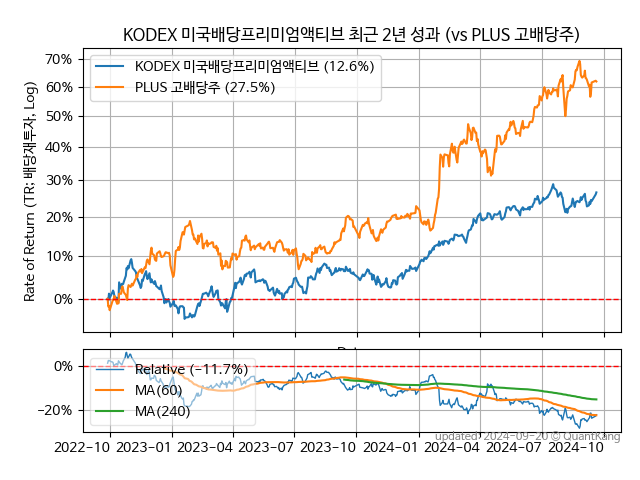 KODEX 미국배당프리미엄액티브 최근 2년 성과 (vs PLUS 고배당주)
Rate of Return (TR: 배당재투자, Log)
70%
60%
50%
40%
30%
20%
10%
0%
KODEX 미국배당프리미엄액티브 (12.6%)
PLUS 고배당주 (27.5%)
0%
−20%
Relative (−11.7%)
MA(60)
MA(240)
updated: 2024-09-20 © QuantKang
2022-10 2023-01 2023-04 2023-07 2023-10 2024-01 2024-04 2024-07 2024-10